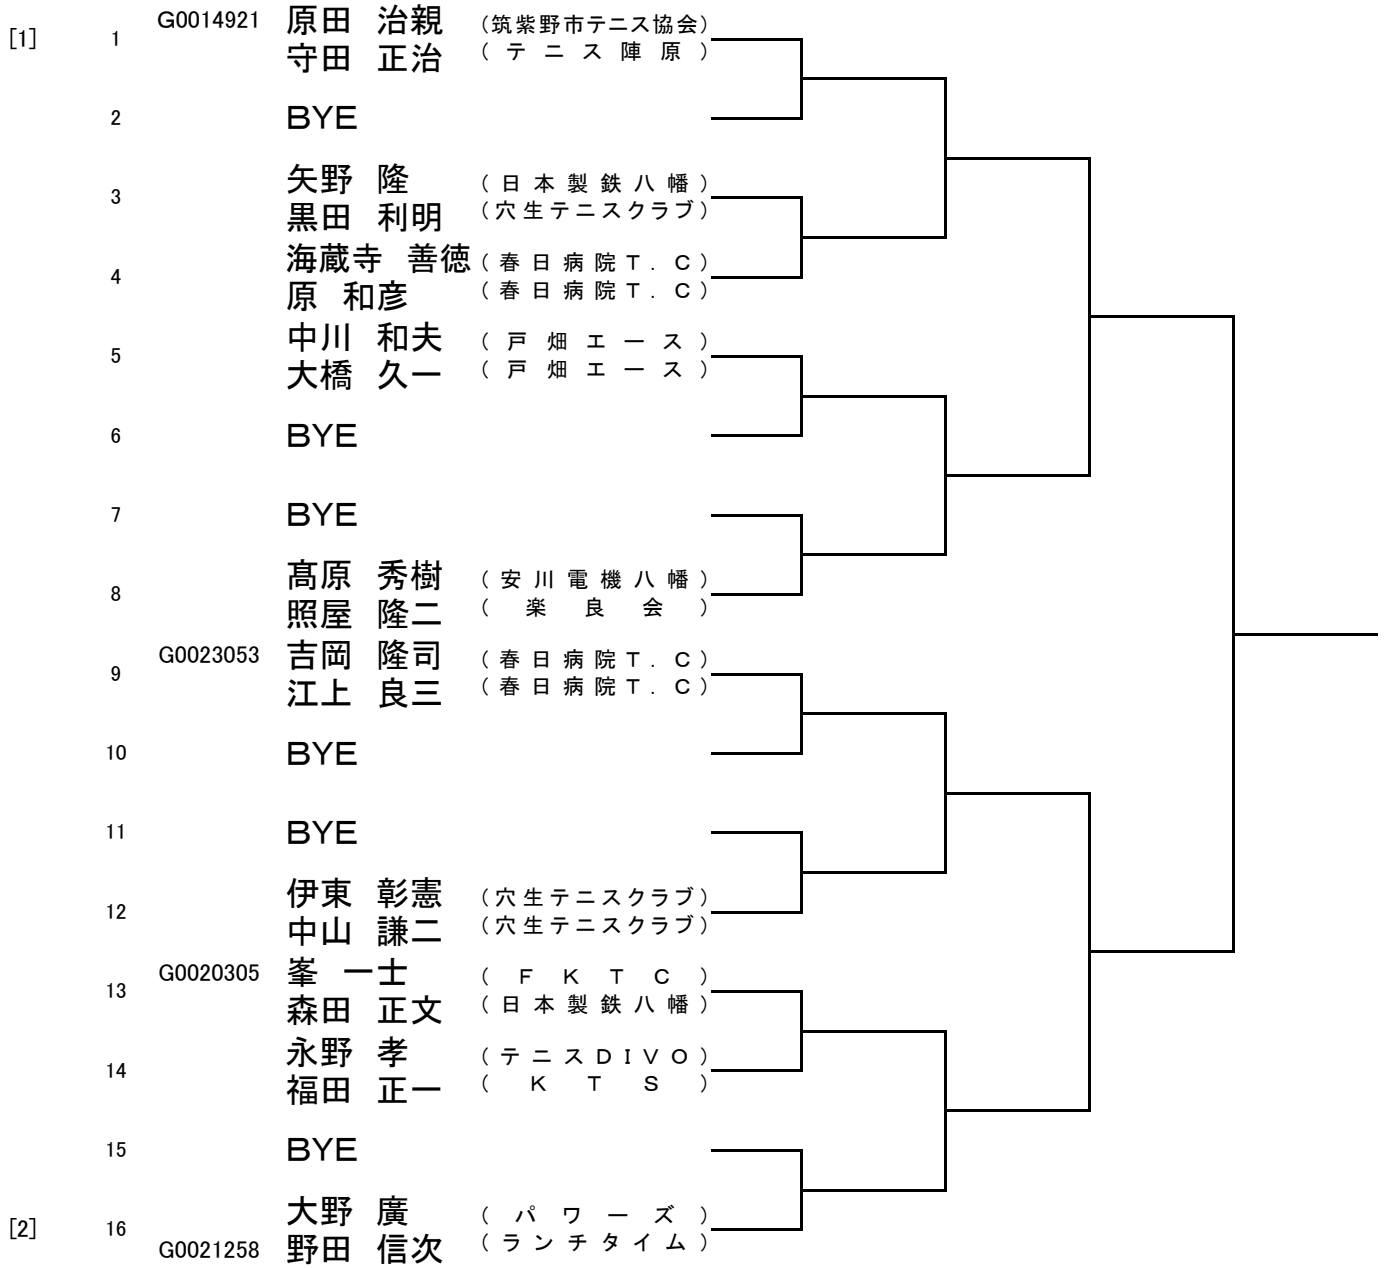 G0014921 原田 治親 (筑紫野市テニス協会)
[1] 1
守田 正治 (テニス陣原)
2 BYE
矢野 隆 (日本製鉄八幡)
3
黒田 利明 (穴生テニスクラブ)
海蔵寺 善徳 (春日病院T.C)
4
原 和彦 (春日病院T.C)
中川 和夫 (戸畑エース)
5
大橋 久一 (戸畑エース)
6 BYE
7 BYE
髙原 秀樹 (安川電機八幡)
8
照屋 隆二 (楽良会)
G0023053 吉岡 隆司 (春日病院T.C)
9
江上 良三 (春日病院T.C)
10 BYE
11 BYE
伊東 彰憲 (穴生テニスクラブ)
12
中山 謙二 (穴生テニスクラブ)
G0020305 峯 一士 (FKTC)
13
森田 正文 (日本製鉄八幡)
永野 孝 (テニスDIVO)
14
福田 正一 (KTS)
15 BYE
大野 廣 (パワーズ)
[2] 16
G0021258 野田 信次 (ランチタイム)